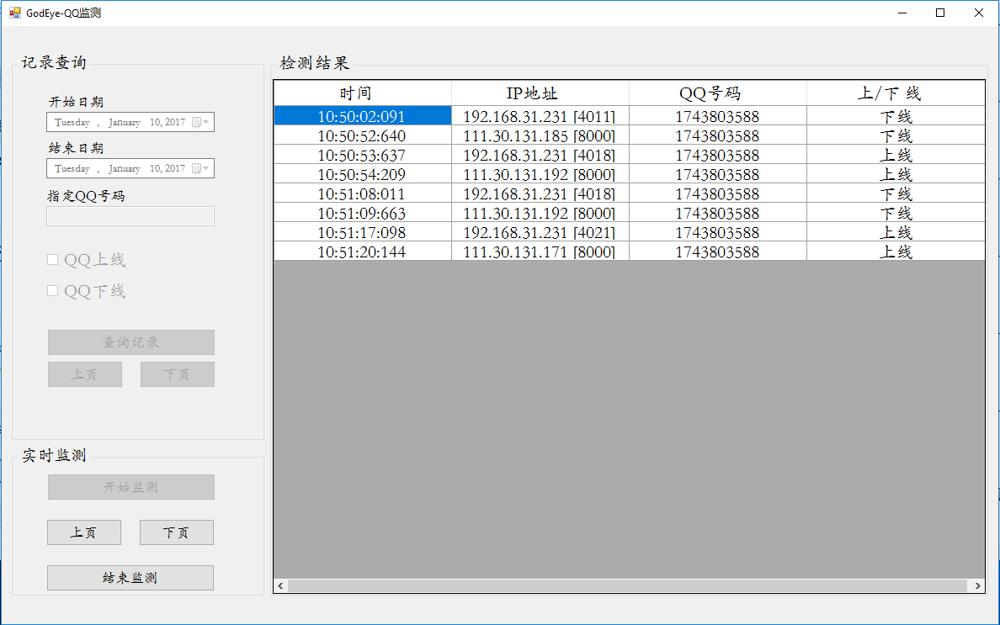 GodEye-QQ监测
记录查询
开始日期
Tuesday , January 10, 2017
结束日期
Tuesday , January 10, 2017
指定QQ号码
QQ上线
QQ下线
查询记录
上页 下页
实时监测
开始监测
上页 下页
结束监测
检测结果
时间 IP地址 QQ号码 上/下 线
10:50:02:091 192.168.31.231 [4011] 1743803588 下线
10:50:52:640 111.30.131.185 [8000] 1743803588 下线
10:50:53:637 192.168.31.231 [4018] 1743803588 上线
10:50:54:209 111.30.131.192 [8000] 1743803588 上线
10:51:08:011 192.168.31.231 [4018] 1743803588 下线
10:51:09:663 111.30.131.192 [8000] 1743803588 下线
10:51:17:098 192.168.31.231 [4021] 1743803588 上线
10:51:20:144 111.30.131.171 [8000] 1743803588 上线